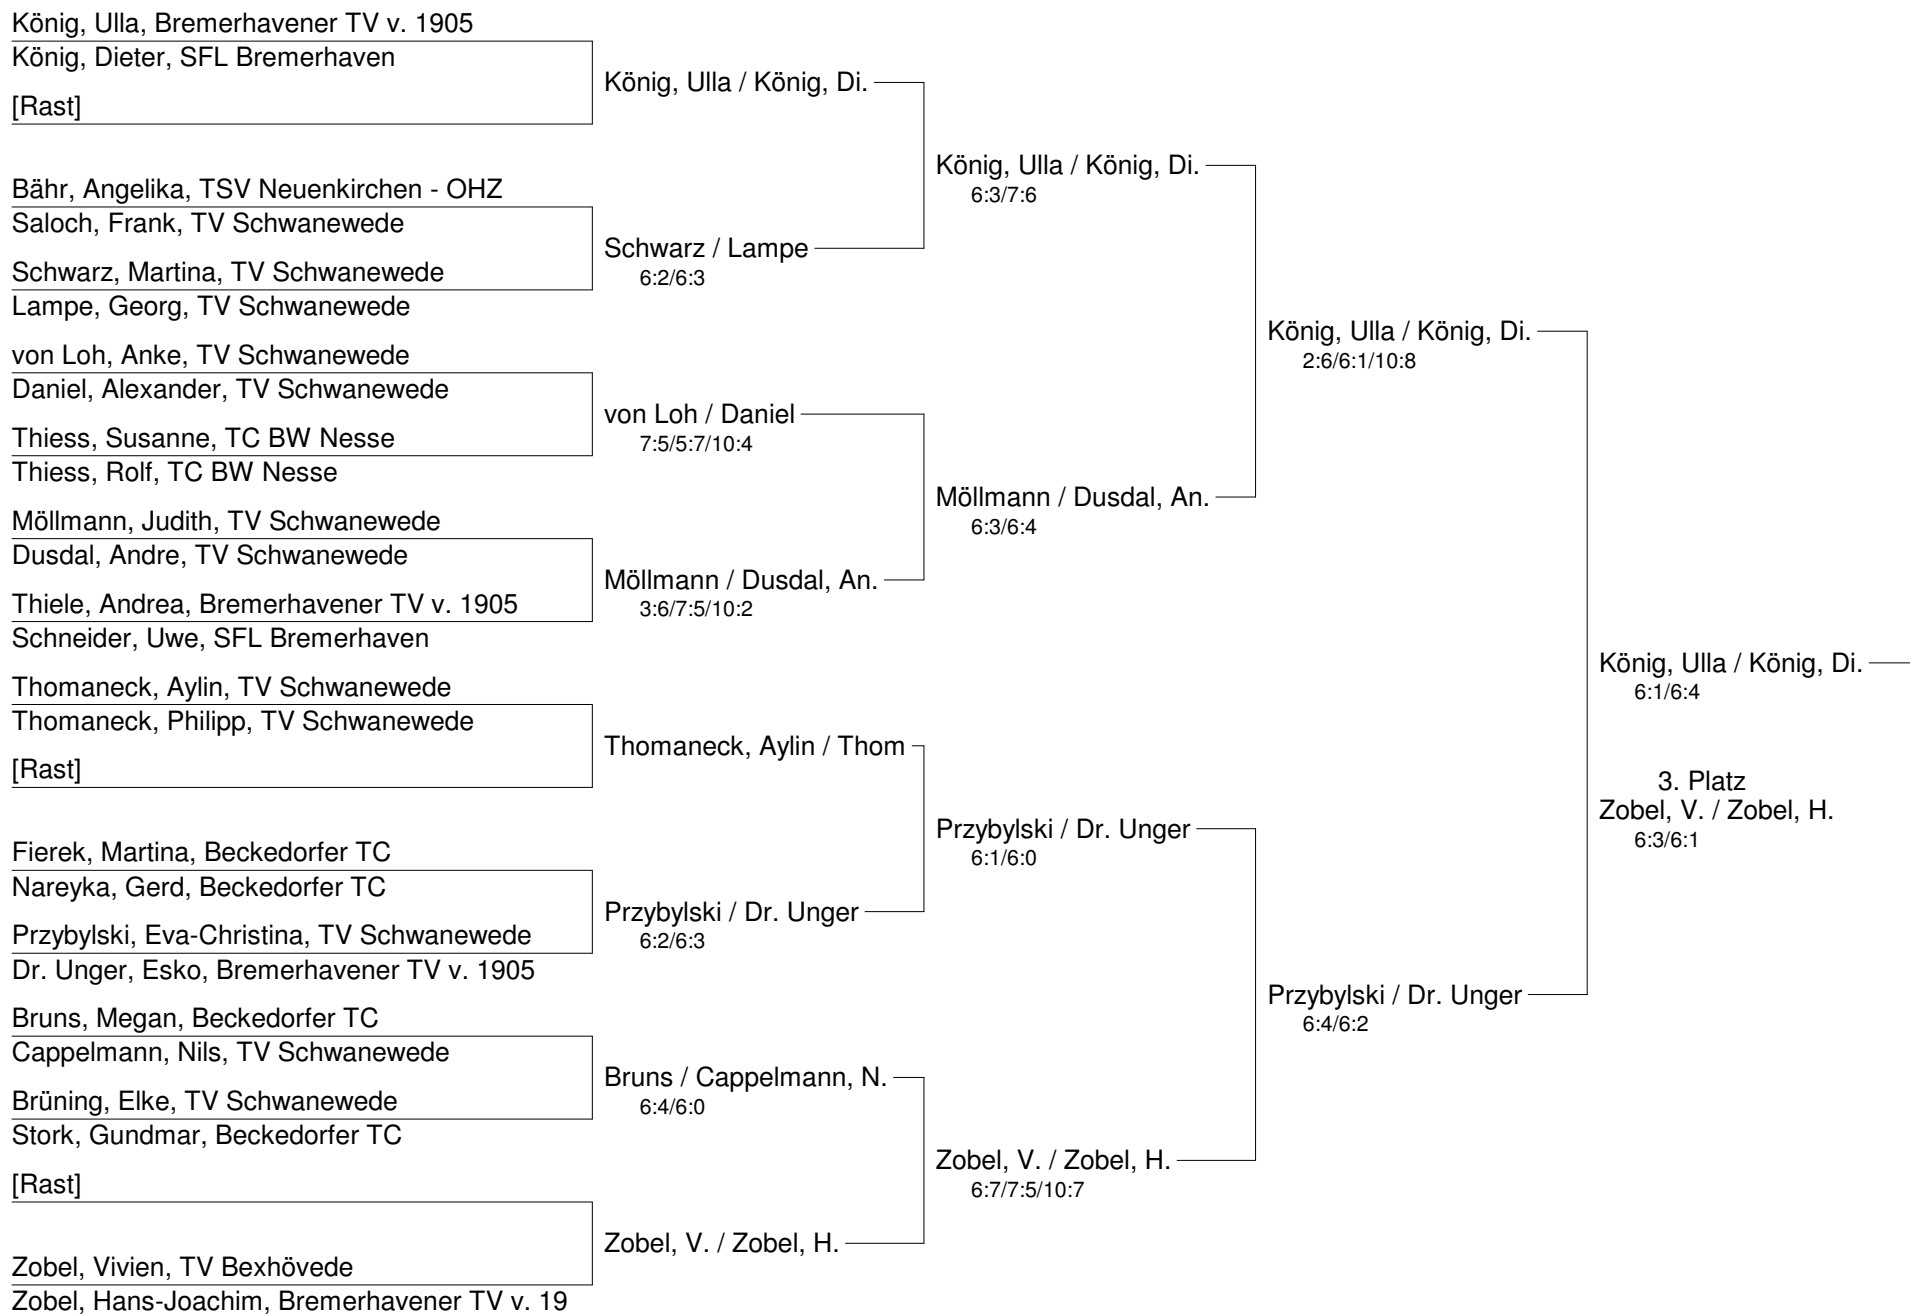 König, Ulla, Bremerhavener TV v. 1905
König, Dieter, SFL Bremerhaven
[Rast]
Bähr, Angelika, TSV Neuenkirchen - OHZ
Saloch, Frank, TV Schwanewede
Schwarz, Martina, TV Schwanewede
Lampe, Georg, TV Schwanewede
von Loh, Anke, TV Schwanewede
Daniel, Alexander, TV Schwanewede
Thiess, Susanne, TC BW Nesse
Thiess, Rolf, TC BW Nesse
Möllmann, Judith, TV Schwanewede
Dusdal, Andre, TV Schwanewede
Thiele, Andrea, Bremerhavener TV v. 1905
Schneider, Uwe, SFL Bremerhaven
Thomaneck, Aylin, TV Schwanewede
Thomaneck, Philipp, TV Schwanewede
[Rast]
Fierek, Martina, Beckedorfer TC
Nareyka, Gerd, Beckedorfer TC
Przybylski, Eva-Christina, TV Schwanewede
Dr. Unger, Esko, Bremerhavener TV v. 1905
Bruns, Megan, Beckedorfer TC
Cappelmann, Nils, TV Schwanewede
Brüning, Elke, TV Schwanewede
Stork, Gundmar, Beckedorfer TC
[Rast]
Zobel, Vivien, TV Bexhövede
Zobel, Hans-Joachim, Bremerhavener TV v. 19
König, Ulla / König, Di.
Schwarz / Lampe
6:2/6:3
von Loh / Daniel
7:5/5:7/10:4
Möllmann / Dusdal, An.
3:6/7:5/10:2
Thomaneck, Aylin / Thom
Przybylski / Dr. Unger
6:2/6:3
Bruns / Cappelmann, N.
6:4/6:0
Zobel, V. / Zobel, H.
König, Ulla / König, Di.
6:3/7:6
Möllmann / Dusdal, An.
6:3/6:4
Przybylski / Dr. Unger
6:1/6:0
Zobel, V. / Zobel, H.
6:7/7:5/10:7
König, Ulla / König, Di.
2:6/6:1/10:8
Przybylski / Dr. Unger
6:4/6:2
König, Ulla / König, Di.
6:1/6:4
3. Platz
Zobel, V. / Zobel, H.
6:3/6:1